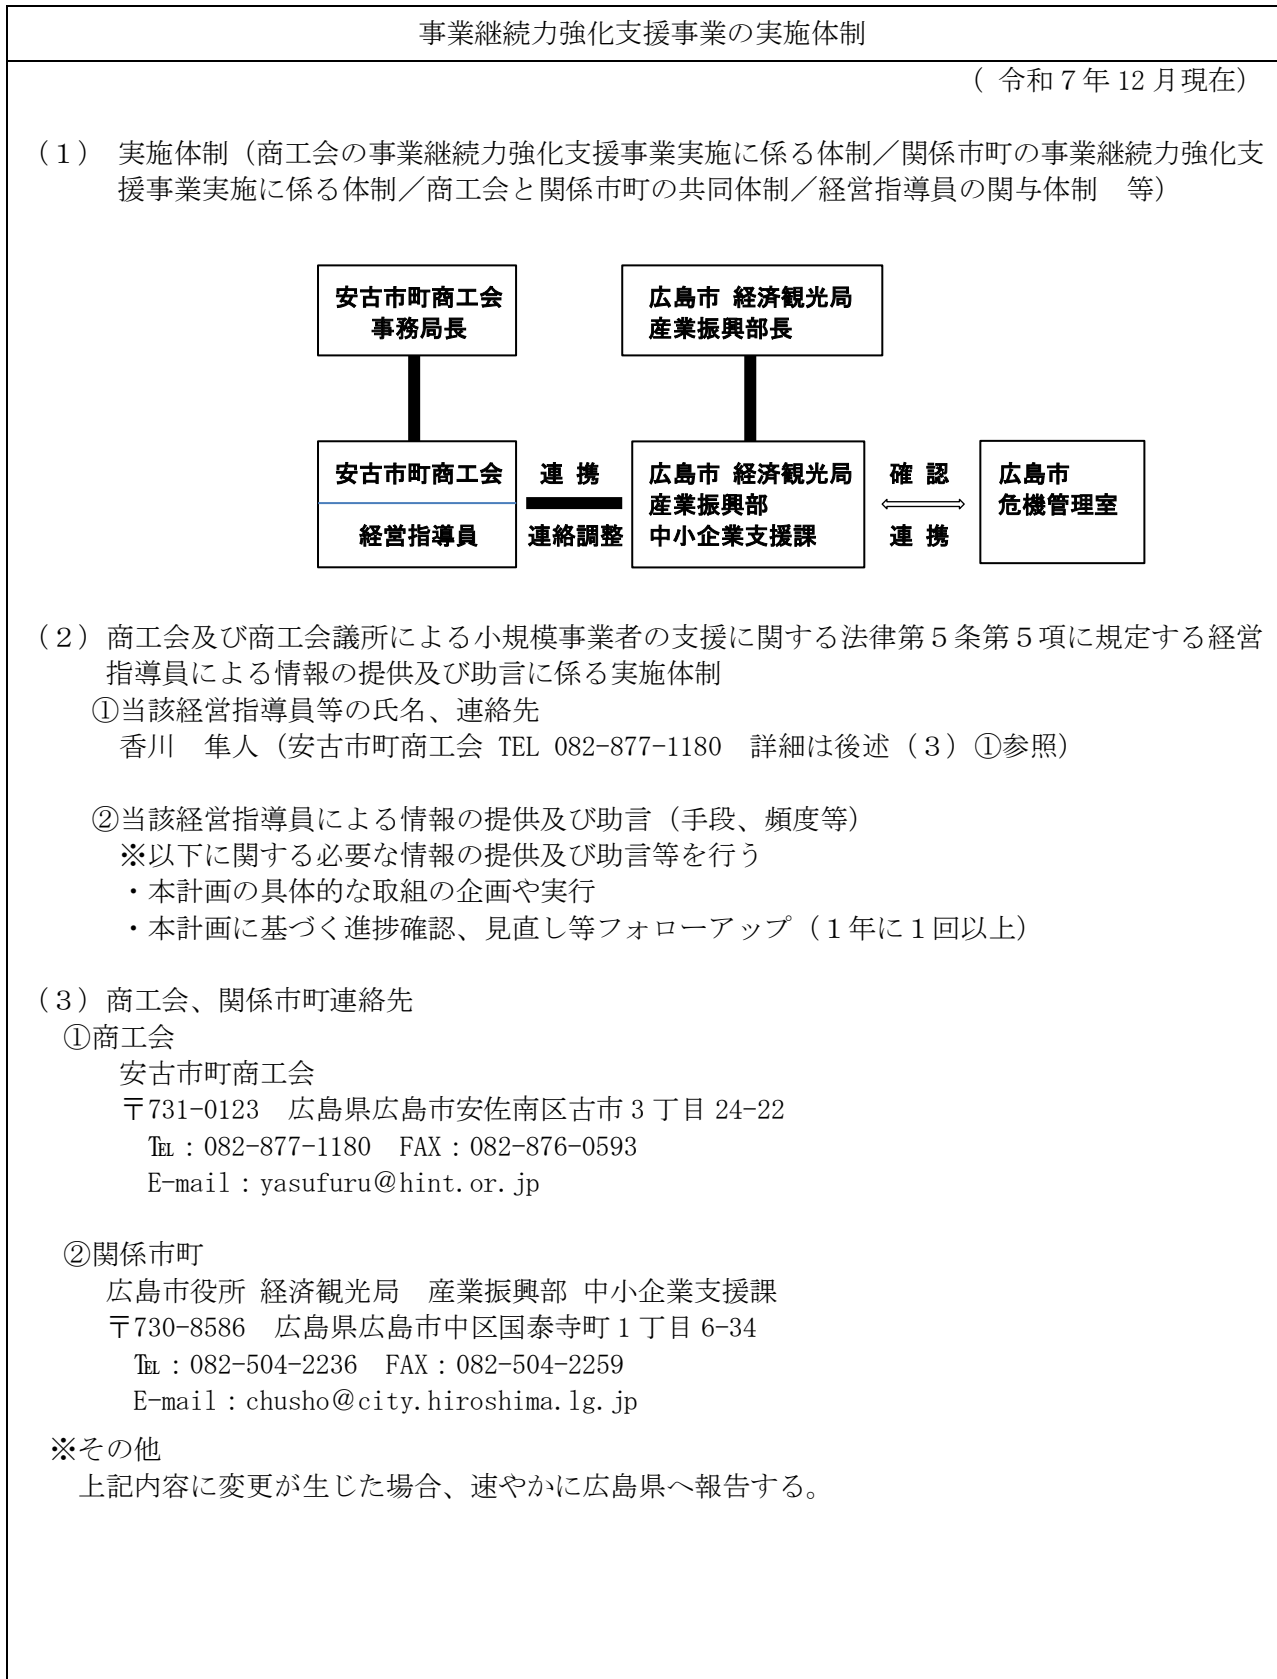 事業継続力強化支援事業の実施体制
（ 令和７年 12 月現在）
（１） 実施体制（商工会の事業継続力強化支援事業実施に係る体制／関係市町の事業継続力強化支
援事業実施に係る体制／商工会と関係市町の共同体制／経営指導員の関与体制　等）
安古市町商工会
事務局長
広島市 経済観光局
産業振興部長
安古市町商工会
経営指導員
連 携
連絡調整
広島市 経済観光局
産業振興部
中小企業支援課
確 認
連 携
広島市
危機管理室
（２）商工会及び商工会議所による小規模事業者の支援に関する法律第５条第５項に規定する経営
指導員による情報の提供及び助言に係る実施体制
①当該経営指導員等の氏名、連絡先
香川　隼人（安古市町商工会 TEL 082-877-1180　詳細は後述（３）①参照）
②当該経営指導員による情報の提供及び助言（手段、頻度等）
※以下に関する必要な情報の提供及び助言等を行う
・本計画の具体的な取組の企画や実行
・本計画に基づく進捗確認、見直し等フォローアップ（１年に１回以上）
（３）商工会、関係市町連絡先
①商工会
安古市町商工会
〒731-0123　広島県広島市安佐南区古市 3 丁目 24-22
℡：082-877-1180　FAX：082-876-0593
E-mail：yasufuru@hint.or.jp
②関係市町
広島市役所 経済観光局　産業振興部 中小企業支援課
〒730-8586　広島県広島市中区国泰寺町 1 丁目 6-34
℡：082-504-2236　FAX：082-504-2259
E-mail：chusho@city.hiroshima.lg.jp
※その他
上記内容に変更が生じた場合、速やかに広島県へ報告する。